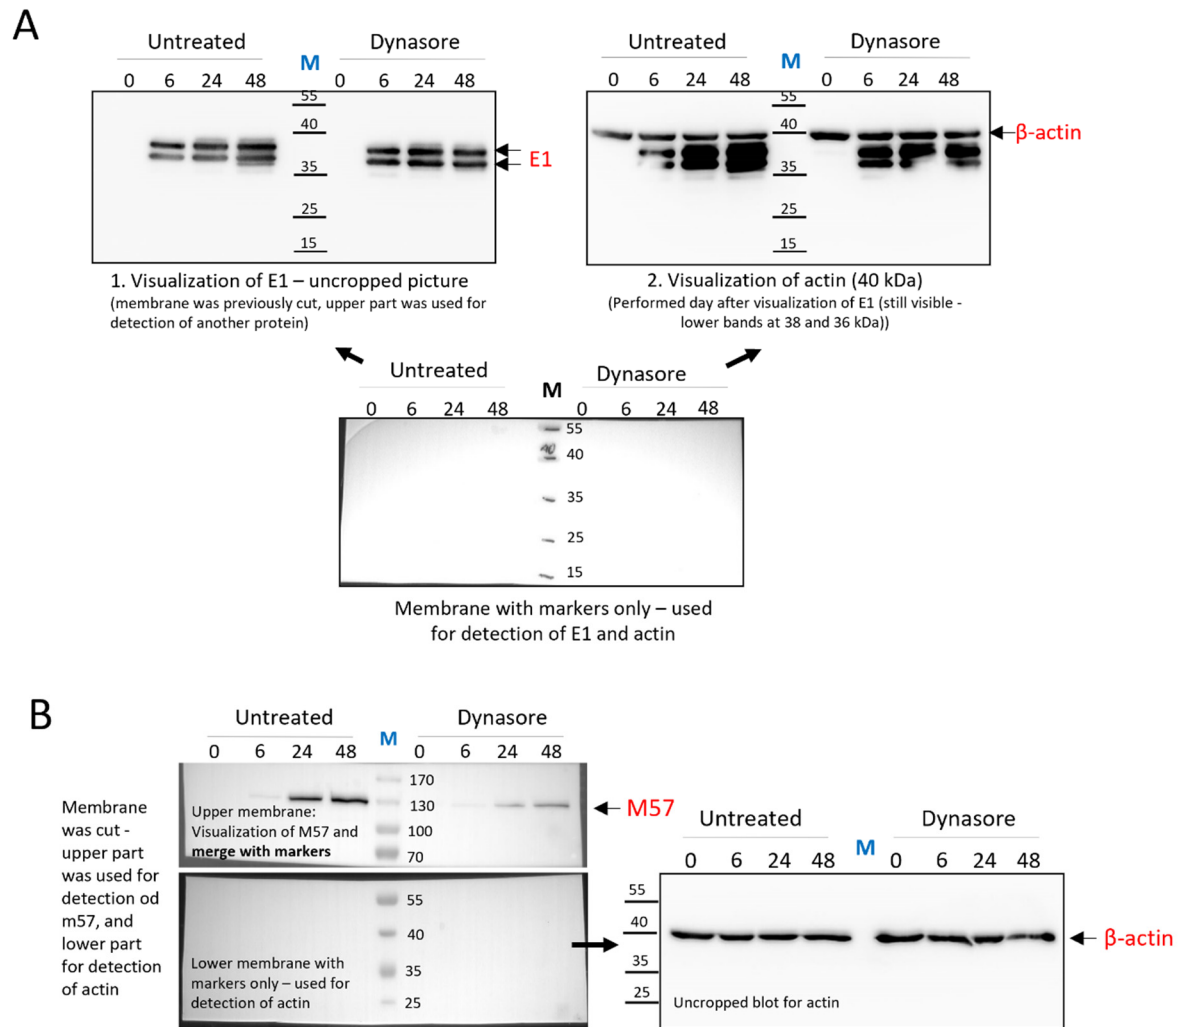 A
Untreated
Dynasore
M
0 6 24 48 0 6 24 48
55
40
35
25
15
E1
1. Visualization of E1 – uncropped picture
(membrane was previously cut, upper part was used for
detection of another protein)
Untreated
Dynasore
M
0 6 24 48 0 6 24 48
55
40
35
25
15
β-actin
2. Visualization of actin (40 kDa)
(Performed day after visualization of E1 (still visible -
lower bands at 38 and 36 kDa))
Untreated
Dynasore
M
0 6 24 48 0 6 24 48
55
40
40
35
25
15
Membrane with markers only – used
for detection of E1 and actin
B
Membrane
was cut -
upper part
was used for
detection od
m57, and
lower part
for detection
of actin
Untreated
Dynasore
M
0 6 24 48 0 6 24 48
170
130
100
70
Upper membrane:
Visualization of M57 and
merge with markers
M57
55
40
35
25
Lower membrane with
markers only – used for
detection of actin
Untreated
Dynasore
M
0 6 24 48 0 6 24 48
55
40
35
25
β-actin
Uncropped blot for actin